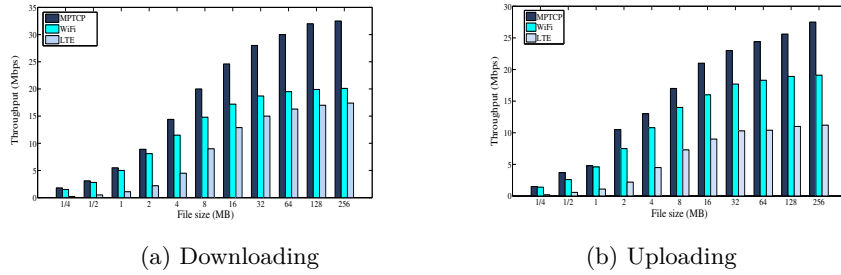 35
30
25
20
15
10
5
0
Throughput (Mbps)
MPTCP
WiFi
LTE
1/4 1/2 1 2 4 8 16 32 64 128 256
File size (MB)
(a) Downloading
30
25
20
15
10
5
0
Throughput (Mbps)
MPTCP
WiFi
LTE
1/4 1/2 1 2 4 8 16 32 64 128 256
File size (MB)
(b) Uploading